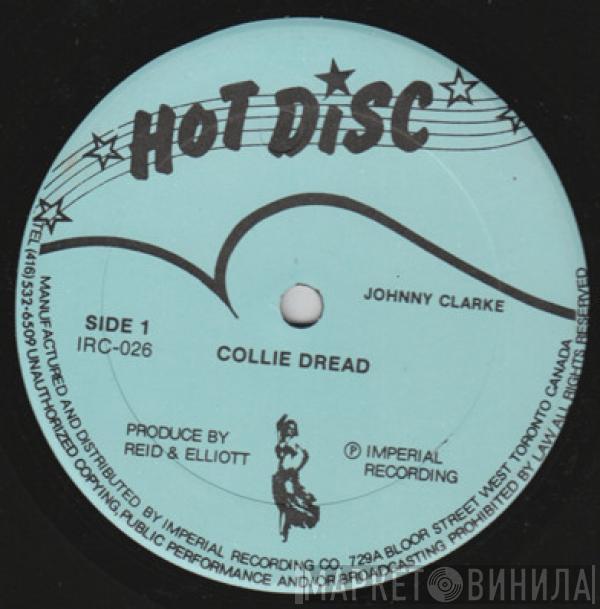 HOT DiSC
JOHNNY CLARKE
SIDE 1
IRC-026
COLLIE DREAD
PRODUCE BY
REID & ELLIOTT
℗ IMPERIAL
RECORDING
MANUFACTURED AND DISTRIBUTED BY IMPERIAL RECORDING CO. 729A BLOOR STREET WEST TORONTO CANADA
TEL (416) 532-6509 UNAUTHORIZED COPYING, PUBLIC PERFORMANCE AND/OR BROADCASTING PROHIBITED BY LAW ALL RIGHTS RESERVED
МАРКЕТ ВИНИЛА